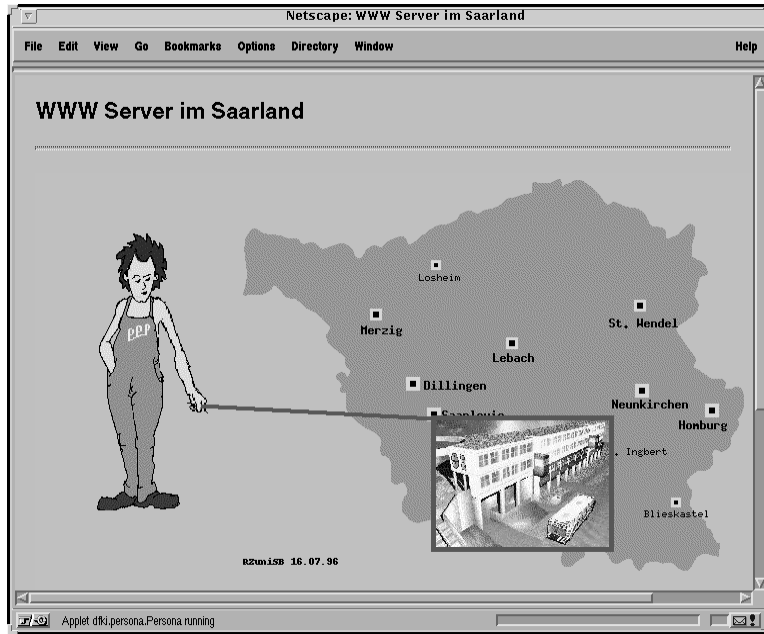 Netscape: WWW Server im Saarland
File Edit View Go Bookmarks Options Directory Window Help
WWW Server im Saarland
Losheim
Merzig
St. Wendel
Lebach
PPP
Dillingen
Neunkirchen
Saarlouis
Homburg
. Ingbert
Blieskastel
RZuniSB 16.07.96
Applet dfki.persona.Persona running